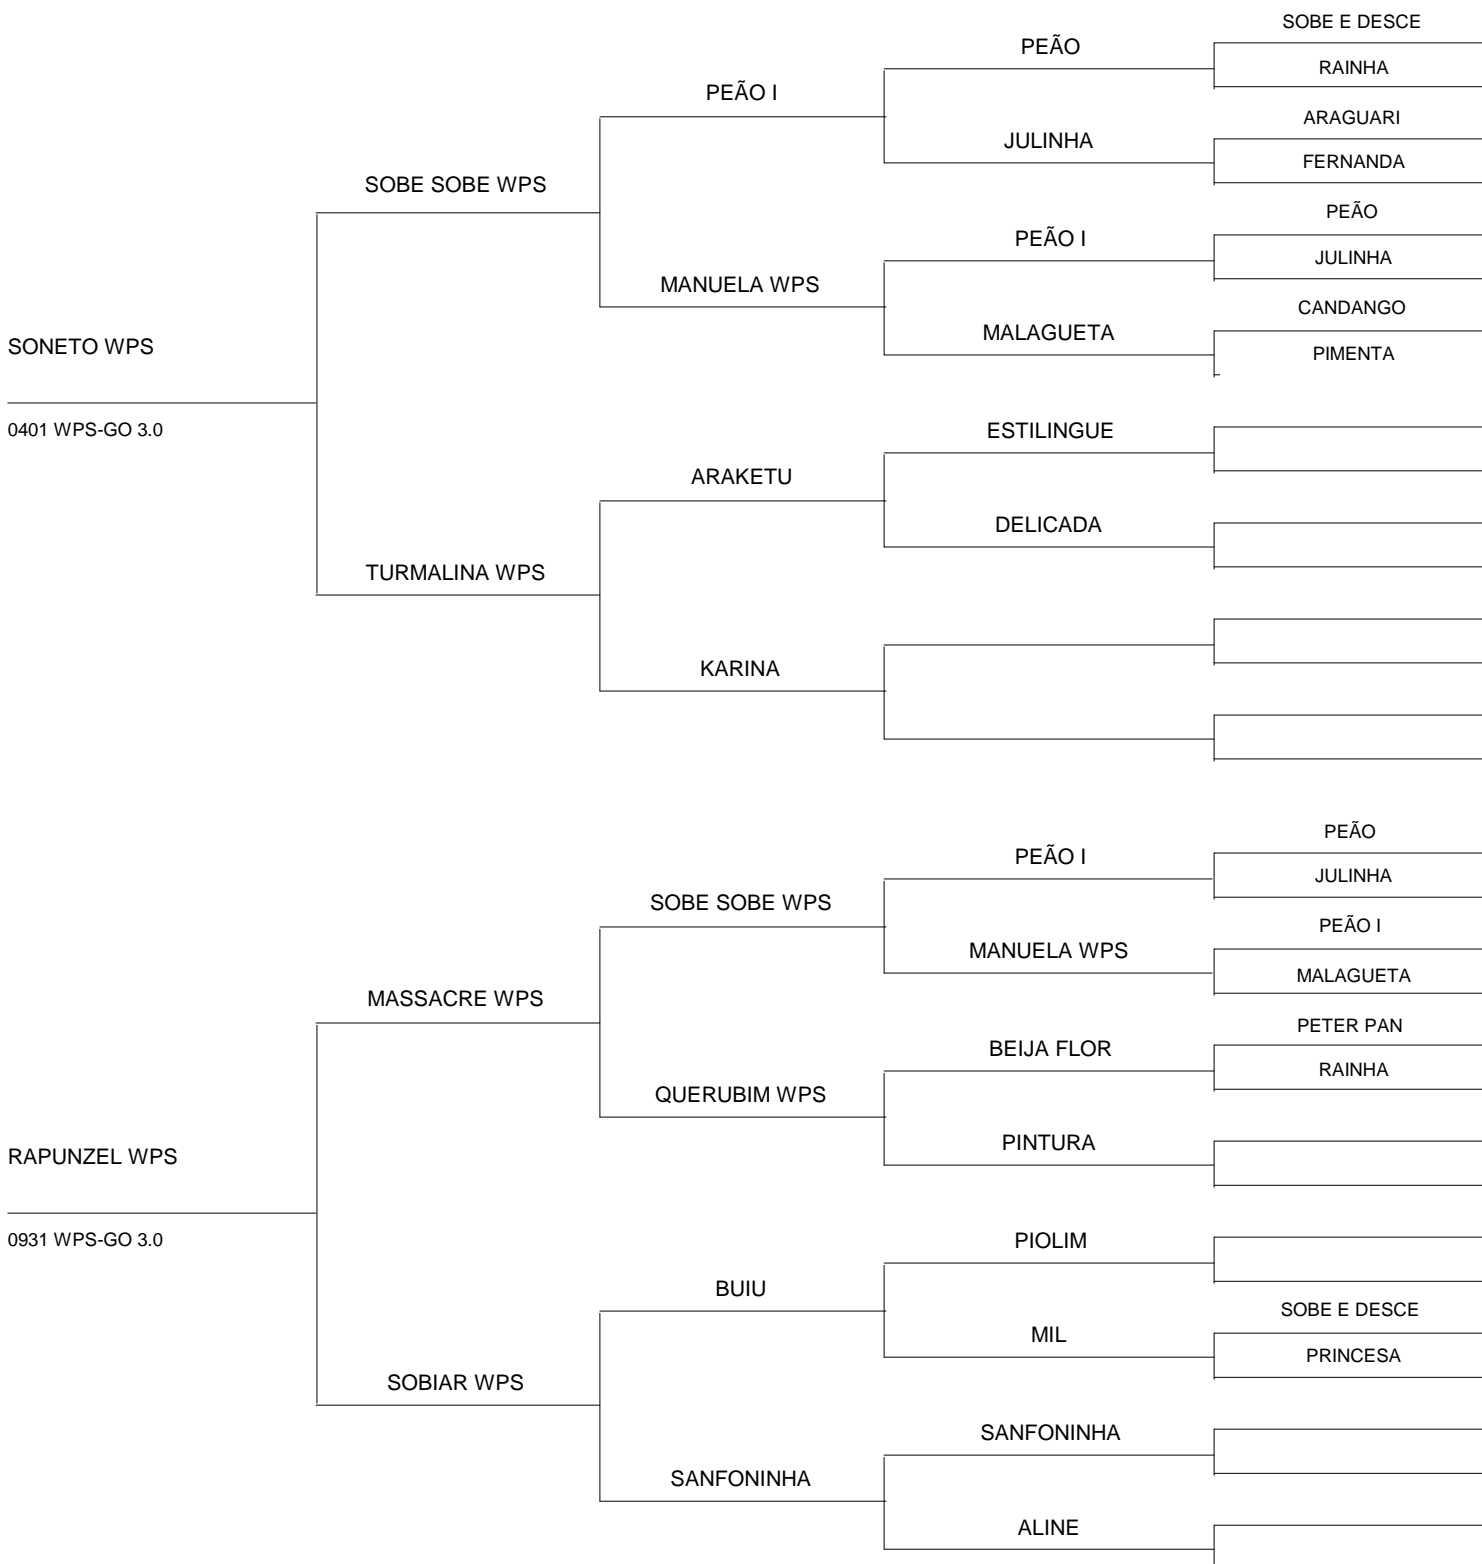 SOBE E DESCE
PEÃO
RAINHA
PEÃO I
ARAGUARI
JULINHA
FERNANDA
SOBE SOBE WPS
PEÃO
PEÃO I
JULINHA
MANUELA WPS
CANDANGO
MALAGUETA
SONETO WPS
PIMENTA
0401 WPS-GO 3.0
ESTILINGUE
ARAKETU
DELICADA
TURMALINA WPS
KARINA
PEÃO
PEÃO I
JULINHA
SOBE SOBE WPS
PEÃO I
MANUELA WPS
MALAGUETA
MASSACRE WPS
PETER PAN
BEIJA FLOR
RAINHA
QUERUBIM WPS
PINTURA
RAPUNZEL WPS
0931 WPS-GO 3.0
PIOLIM
BUIU
SOBE E DESCE
MIL
PRINCESA
SOBIAR WPS
SANFONINHA
SANFONINHA
ALINE